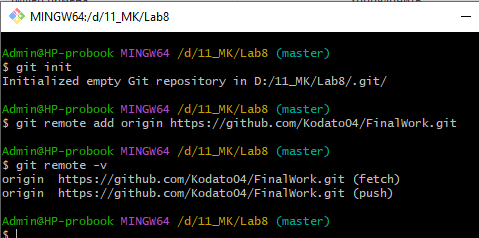 MINGW64:/d/11_MK/Lab8
Admin@HP-probook MINGW64 /d/11_MK/Lab8 (master)
$ git init
Initialized empty Git repository in D:/11_MK/Lab8/.git/
Admin@HP-probook MINGW64 /d/11_MK/Lab8 (master)
$ git remote add origin https://github.com/Kodato04/FinalWork.git
Admin@HP-probook MINGW64 /d/11_MK/Lab8 (master)
$ git remote -v
origin  https://github.com/Kodato04/FinalWork.git (fetch)
origin  https://github.com/Kodato04/FinalWork.git (push)
Admin@HP-probook MINGW64 /d/11_MK/Lab8 (master)
$